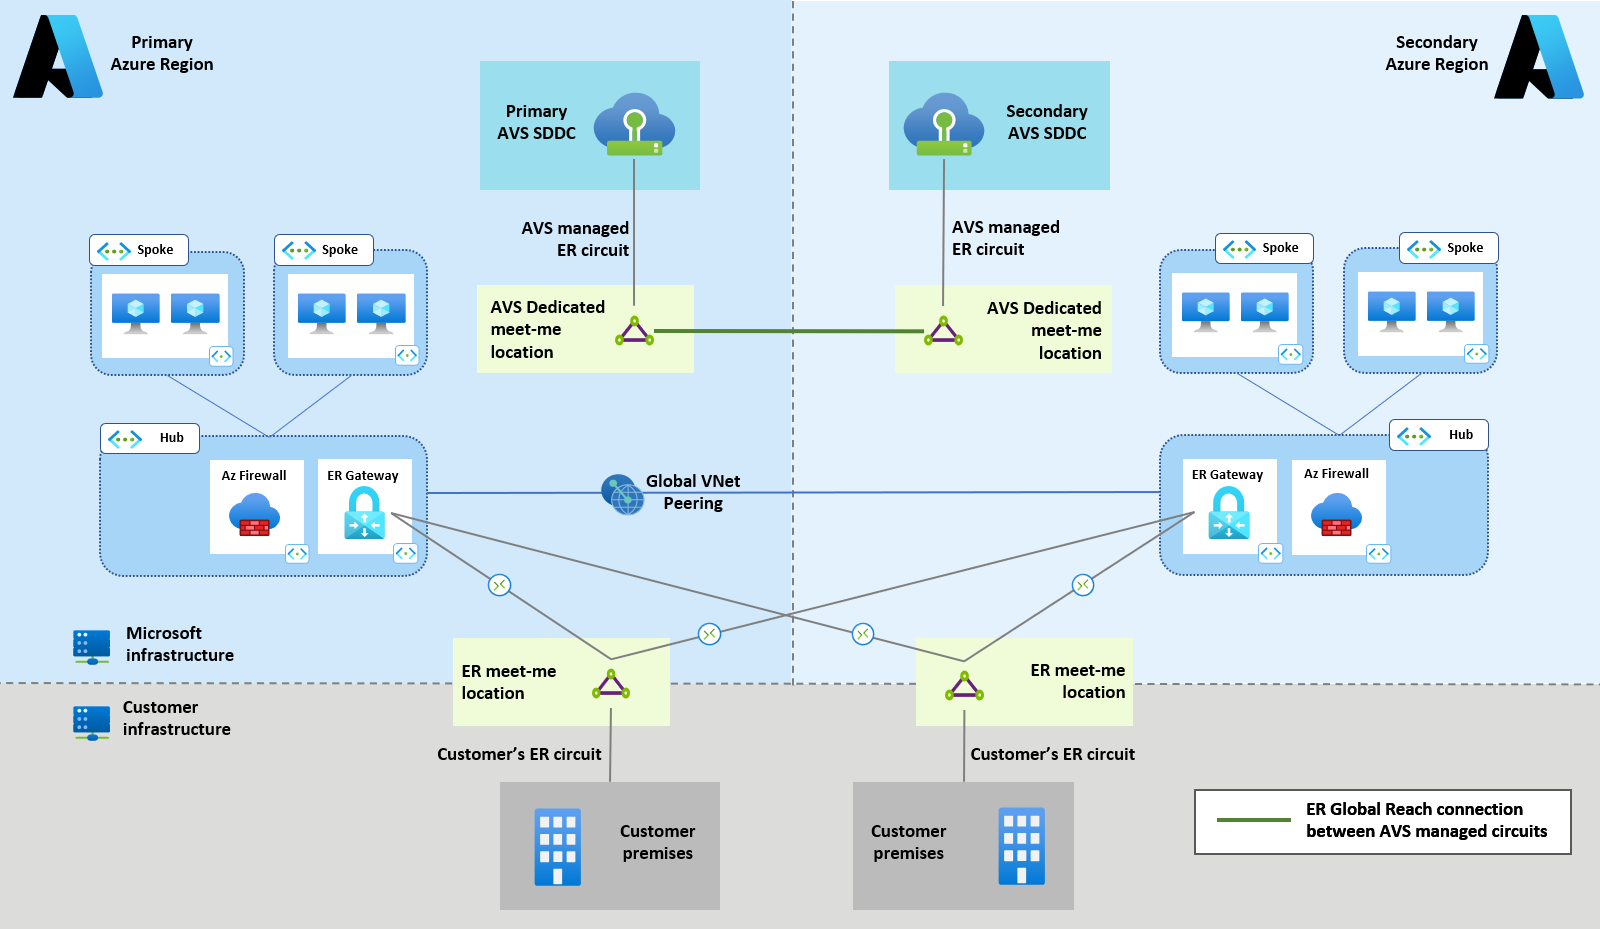 Primary
Azure Region
Secondary
Azure Region
Primary
AVS SDDC
Secondary
AVS SDDC
AVS managed
ER circuit
AVS managed
ER circuit
Spoke
Spoke
Spoke
Spoke
AVS Dedicated
meet-me
location
AVS Dedicated
meet-me
location
Hub
Hub
Az Firewall
ER Gateway
Global VNet
Peering
ER Gateway
Az Firewall
Microsoft
infrastructure
ER meet-me
location
ER meet-me
location
Customer
infrastructure
Customer’s ER circuit
Customer’s ER circuit
Customer
premises
Customer
premises
ER Global Reach connection
between AVS managed circuits